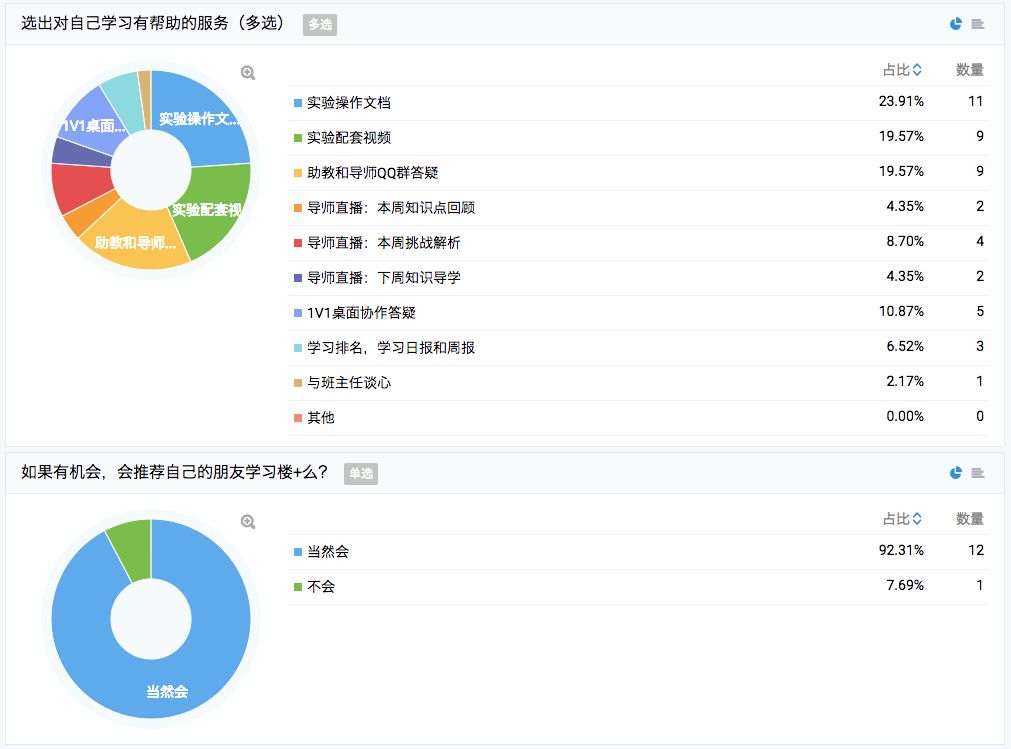 选出对自己学习有帮助的服务（多选） 多选
占比 数量
实验操作文档 23.91% 11
实验配套视频 19.57% 9
助教和导师QQ群答疑 19.57% 9
导师直播：本周知识点回顾 4.35% 2
导师直播：本周挑战解析 8.70% 4
导师直播：下周知识导学 4.35% 2
1V1桌面协作答疑 10.87% 5
学习排名，学习日报和周报 6.52% 3
与班主任谈心 2.17% 1
其他 0.00% 0
实验操作文...
1V1桌面...
实验配套视
助教和导师...
如果有机会，会推荐自己的朋友学习楼+么？ 单选
占比 数量
当然会 92.31% 12
不会 7.69% 1
当然会